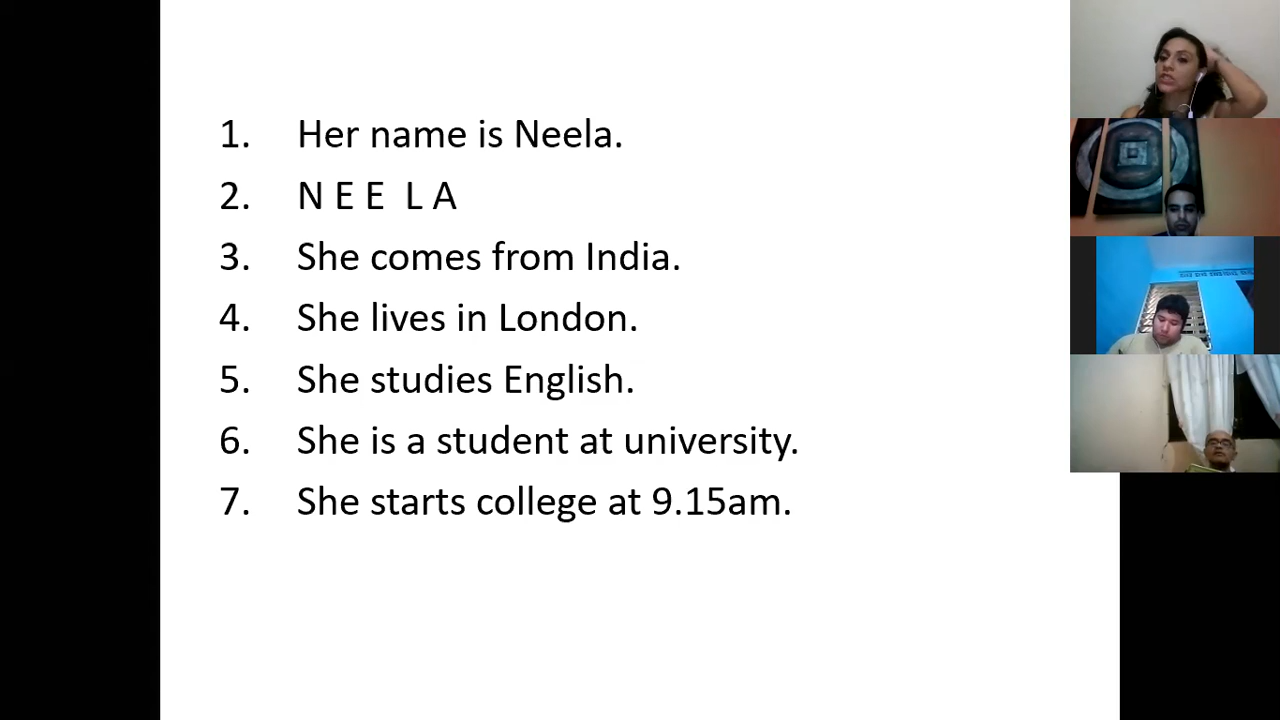 1. Her name is Neela.
2. N E E L A
3. She comes from India.
4. She lives in London.
5. She studies English.
6. She is a student at university.
7. She starts college at 9.15am.